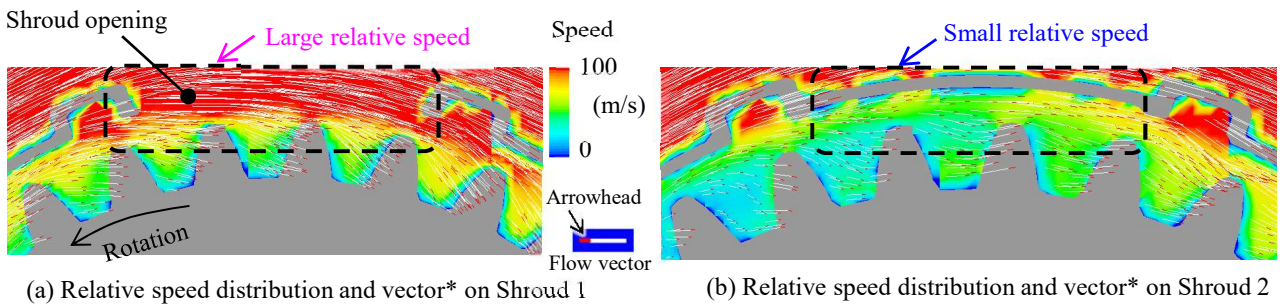 Shroud opening
Large relative speed
Speed
100
(m/s)
0
Arrowhead
Flow vector
Rotation
Small relative speed
(a) Relative speed distribution and vector* on Shroud 1
(b) Relative speed distribution and vector* on Shroud 2